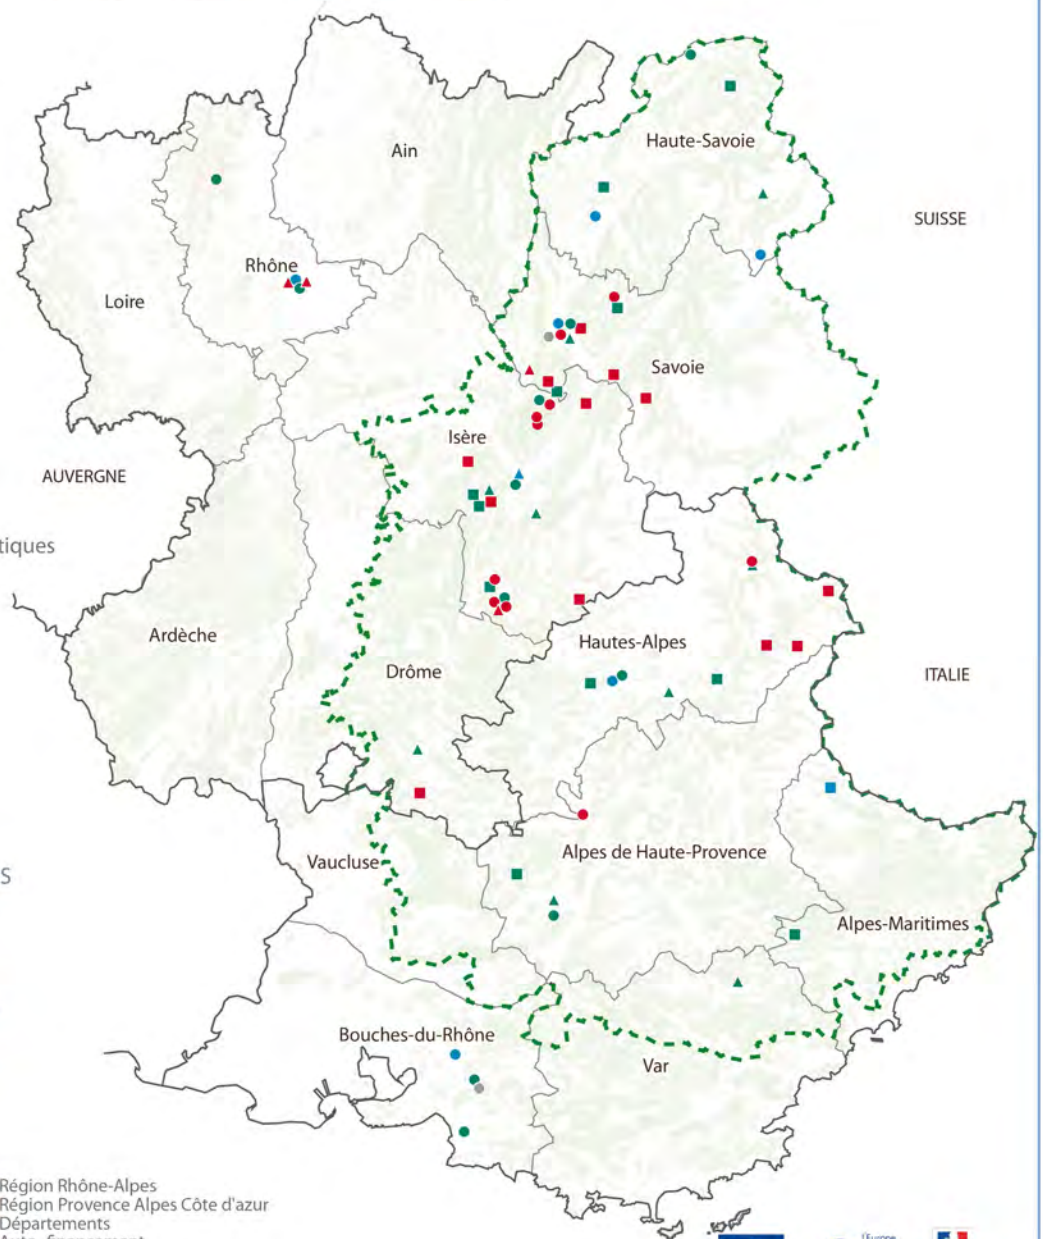 Ain
Haute-Savoie
SUISSE
Rhône
Loire
Savoie
Isère
AUVERGNE
tiques
Ardèche
Hautes-Alpes
Drôme
ITALIE
Vaucluse
Alpes de Haute-Provence
S
Alpes-Maritimes
Bouches-du-Rhône
Var
Région Rhône-Alpes
Région Provence Alpes Côte d'azur
Départements
l'Europe